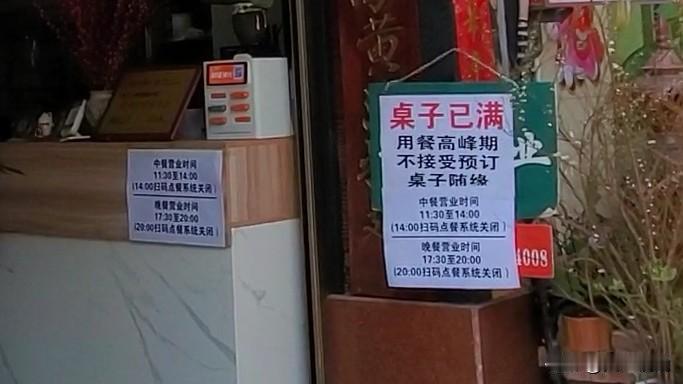 中餐营业时间
11:30至14:00
(14:00扫码点餐系统关闭)
晚餐营业时间
17:30至20:00
(20:00扫码点餐系统关闭)
桌子已满
用餐高峰期
不接受预订
桌子随缘
中餐营业时间
11:30至14:00
(14:00扫码点餐系统关闭)
晚餐营业时间
17:30至20:00
(20:00扫码点餐系统关闭)
业
4008
黄